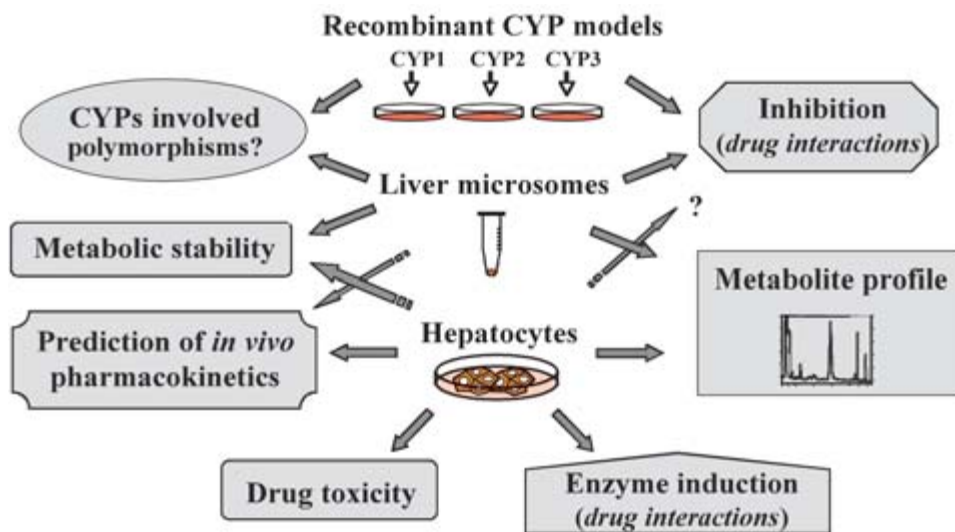 Recombinant CYP models
CYP1 CYP2 CYP3
CYPs involved
polymorphisms?
Inhibition
(drug interactions)
Liver microsomes
?
Metabolic stability
Metabolite profile
Hepatocytes
Prediction of in vivo
pharmacokinetics
Drug toxicity
Enzyme induction
(drug interactions)